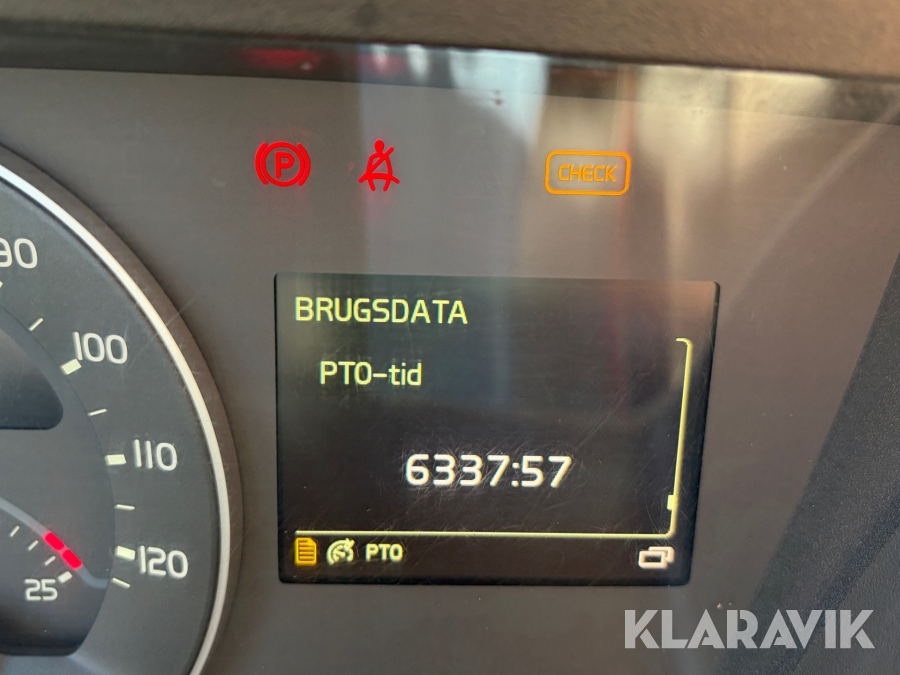 P
CHECK
BRUGSDATA
PTO-tid
6337:57
PTO
90
100
110
120
25
KLARAVIK